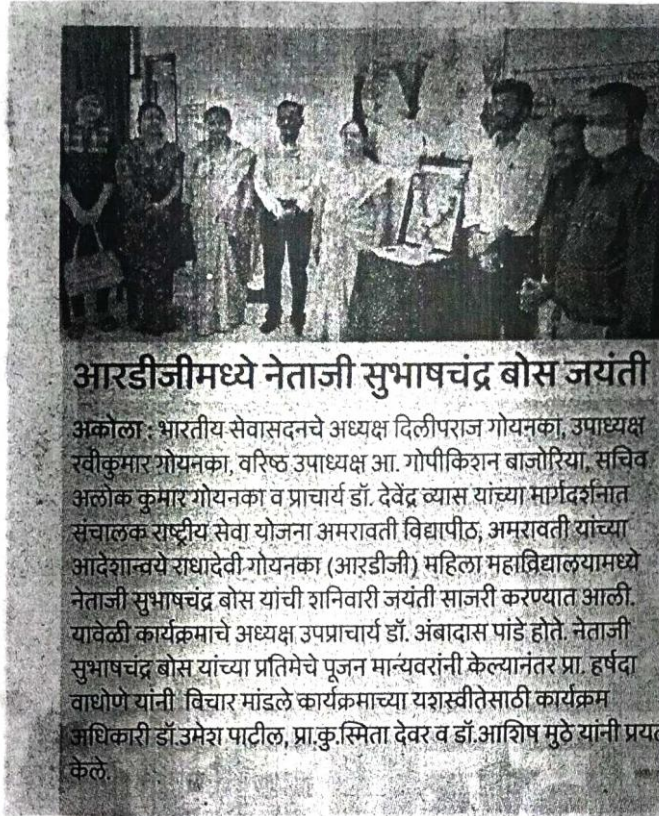 आरडीजीमध्ये नेताजी सुभाषचंद्र बोस जयंती
अकोला : भारतीय सेवासदनचे अध्यक्ष दिलीपराज गोयनका, उपाध्यक्ष
रवीकुमार गोयनका, वरिष्ठ उपाध्यक्ष आ. गोपीकिशन बाजोरिया, सचिव
अलोक कुमार गोयनका व प्राचार्य डॉ. देवेंद्र व्यास यांच्या मार्गदर्शनात
संचालक राष्ट्रीय सेवा योजना अमरावती विद्यापीठ, अमरावती यांच्या
आदेशान्वये राधादेवी गोयनका (आरडीजी) महिला महाविद्यालयामध्ये
नेताजी सुभाषचंद्र बोस यांची शनिवारी जयंती साजरी करण्यात आली.
यावेळी कार्यक्रमाचे अध्यक्ष उपप्राचार्य डॉ. अंबादास पांडे होते. नेताजी
सुभाषचंद्र बोस यांच्या प्रतिमेचे पूजन मान्यवरांनी केल्यानंतर प्रा. हर्षदा
वाधोणे यांनी विचार मांडले कार्यक्रमाच्या यशस्वीतेसाठी कार्यक्रम
अधिकारी डॉ.उमेश पाटील, प्रा.कु.स्मिता देवर व डॉ.आशिष मुठे यांनी प्रयत
केले.